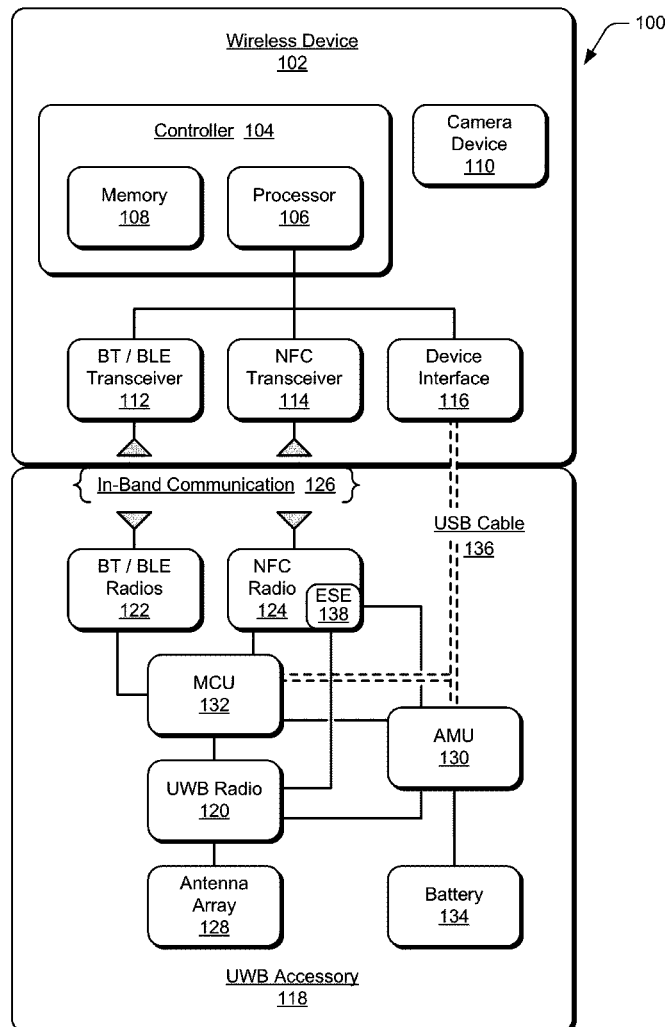 100
Wireless Device
102
Controller 104
Camera
Device
110
Memory
108
Processor
106
BT / BLE
Transceiver
112
NFC
Transceiver
114
Device
Interface
116
In-Band Communication 126
USB Cable
136
BT / BLE
Radios
122
NFC
Radio
124
ESE
138
MCU
132
AMU
130
UWB Radio
120
Antenna
Array
128
Battery
134
UWB Accessory
118